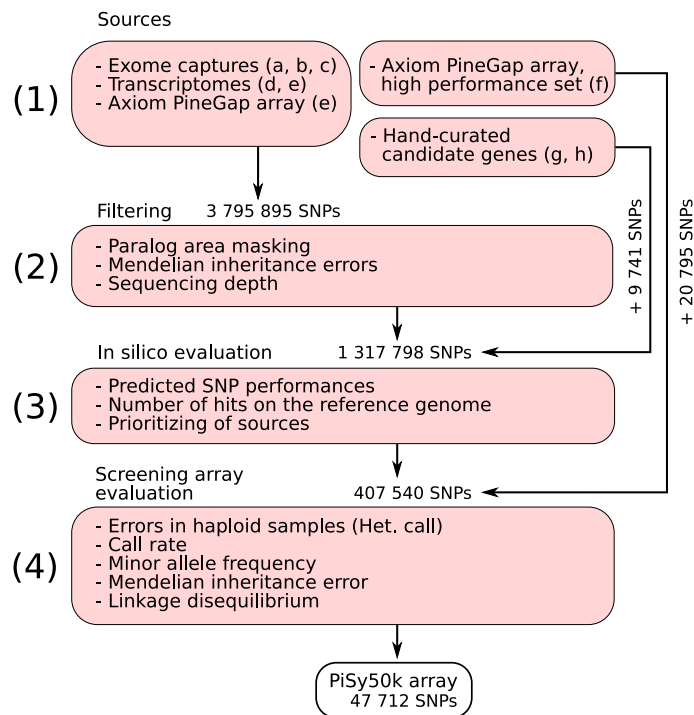 Sources
(1)
- Exome captures (a, b, c)
- Transcriptomes (d, e)
- Axiom PineGap array (e)
- Axiom PineGap array,
high performance set (f)
- Hand-curated
candidate genes (g, h)
+ 9 741 SNPs
+ 20 795 SNPs
Filtering
3 795 895 SNPs
(2)
- Paralog area masking
- Mendelian inheritance errors
- Sequencing depth
In silico evaluation
1 317 798 SNPs
(3)
- Predicted SNP performances
- Number of hits on the reference genome
- Prioritizing of sources
Screening array
evaluation
407 540 SNPs
(4)
- Errors in haploid samples (Het. call)
- Call rate
- Minor allele frequency
- Mendelian inheritance error
- Linkage disequilibrium
PiSy50k array
47 712 SNPs